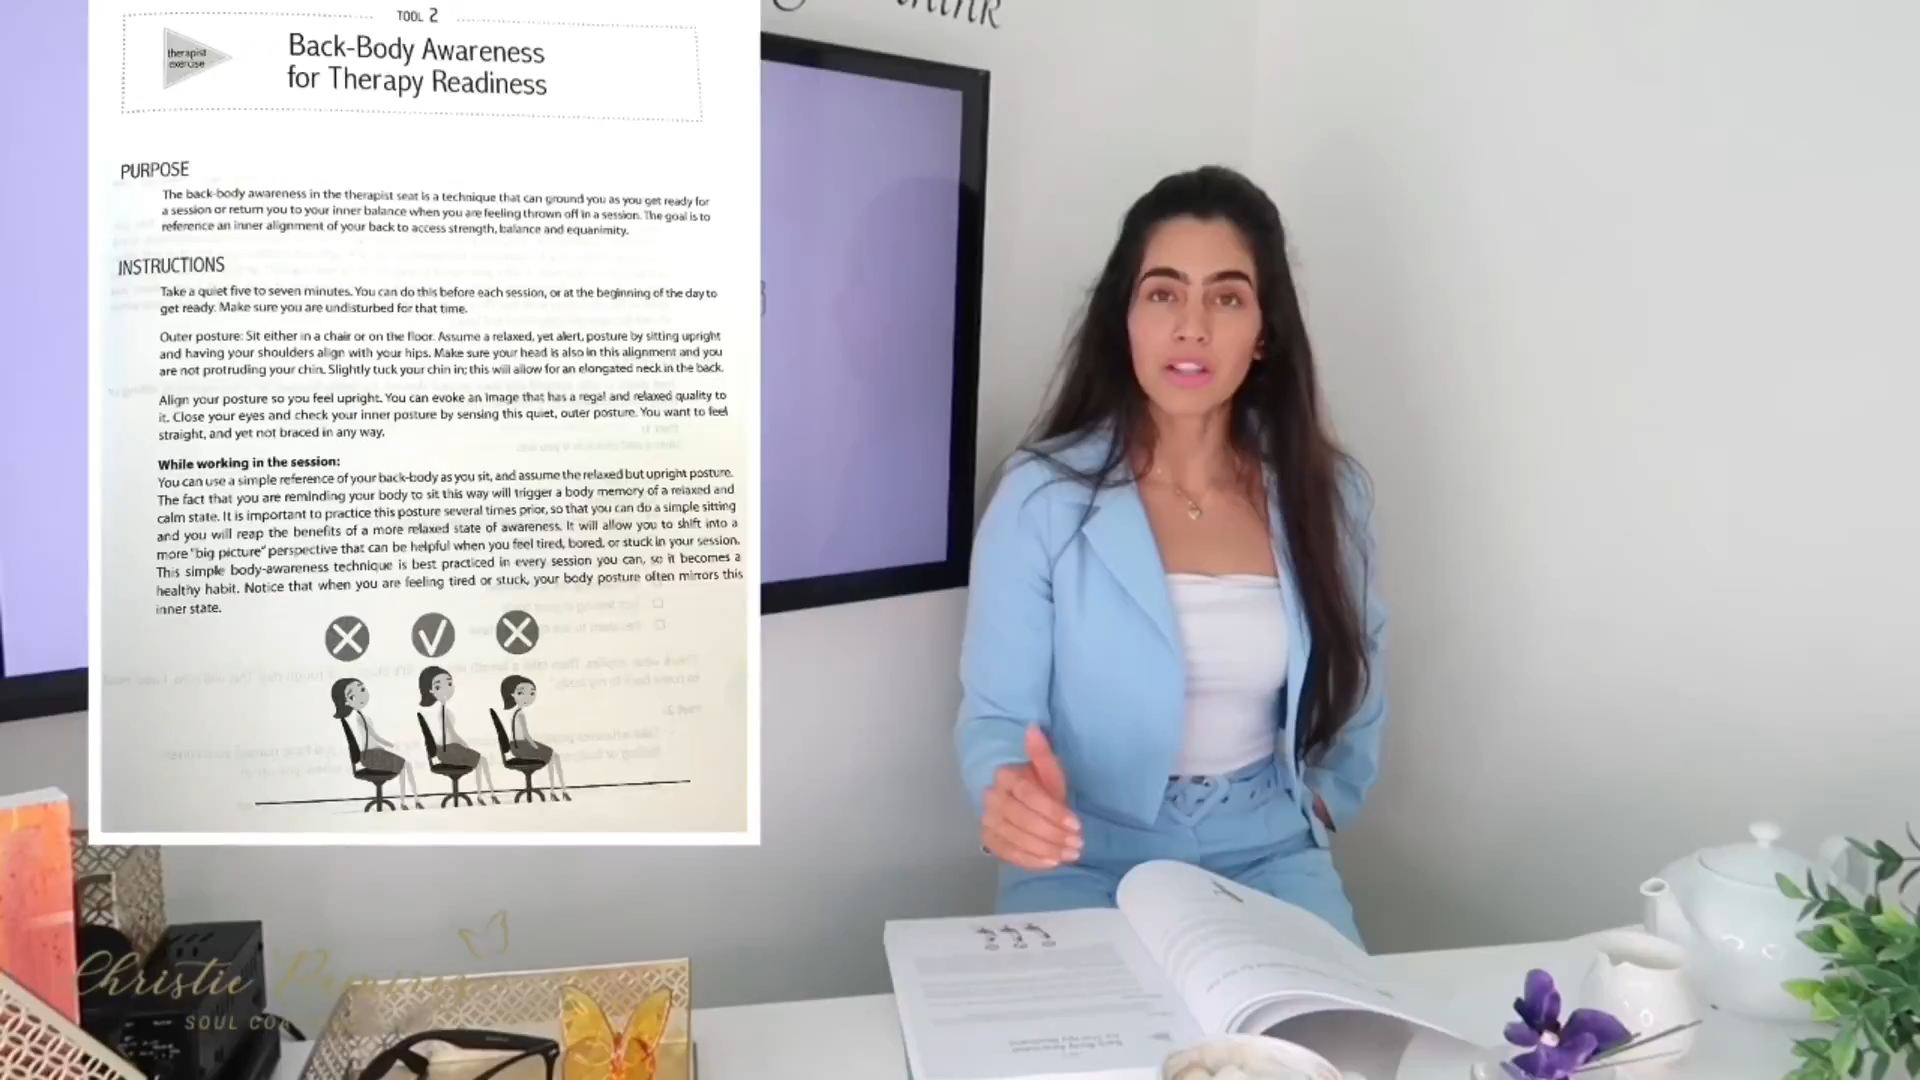 TOOL 2
therapist
exercise
Back-Body Awareness
for Therapy Readiness
think
PURPOSE
The back-body awareness in the therapist seat is a technique that can ground you as you get ready for
a session or return you to your inner balance when you are feeling thrown off in a session. The goal is to
reference an inner alignment of your back to access strength, balance and equanimity.
INSTRUCTIONS
Take a quiet five to seven minutes. You can do this before each session, or at the beginning of the day to
get ready. Make sure you are undisturbed for that time.
Outer posture: Sit either in a chair or on the floor. Assume a relaxed, yet alert, posture by sitting upright
and having your shoulders align with your hips. Make sure your head is also in this alignment and you
are not protruding your chin. Slightly tuck your chin in; this will allow for an elongated neck in the back.
Align your posture so you feel upright. You can evoke an image that has a regal and relaxed quality to
it. Close your eyes and check your inner posture by sensing this quiet, outer posture. You want to feel
straight, and yet not braced in any way.
While working in the session:
You can use a simple reference of your back-body as you sit, and assume the relaxed but upright posture.
The fact that you are reminding your body to sit this way will trigger a body memory of a relaxed and
calm state. It is important to practice this posture several times prior, so that you can do a simple sitting
and you will reap the benefits of a more relaxed state of awareness. It will allow you to shift into a
more "big picture" perspective that can be helpful when you feel tired, bored, or stuck in your session.
This simple body-awareness technique is best practiced in every session you can, so it becomes a
healthy habit. Notice that when you are feeling tired or stuck, your body posture often mirrors this
inner state.
Christie
SOUL COA
Back-Body Awareness
for Therapy Readiness